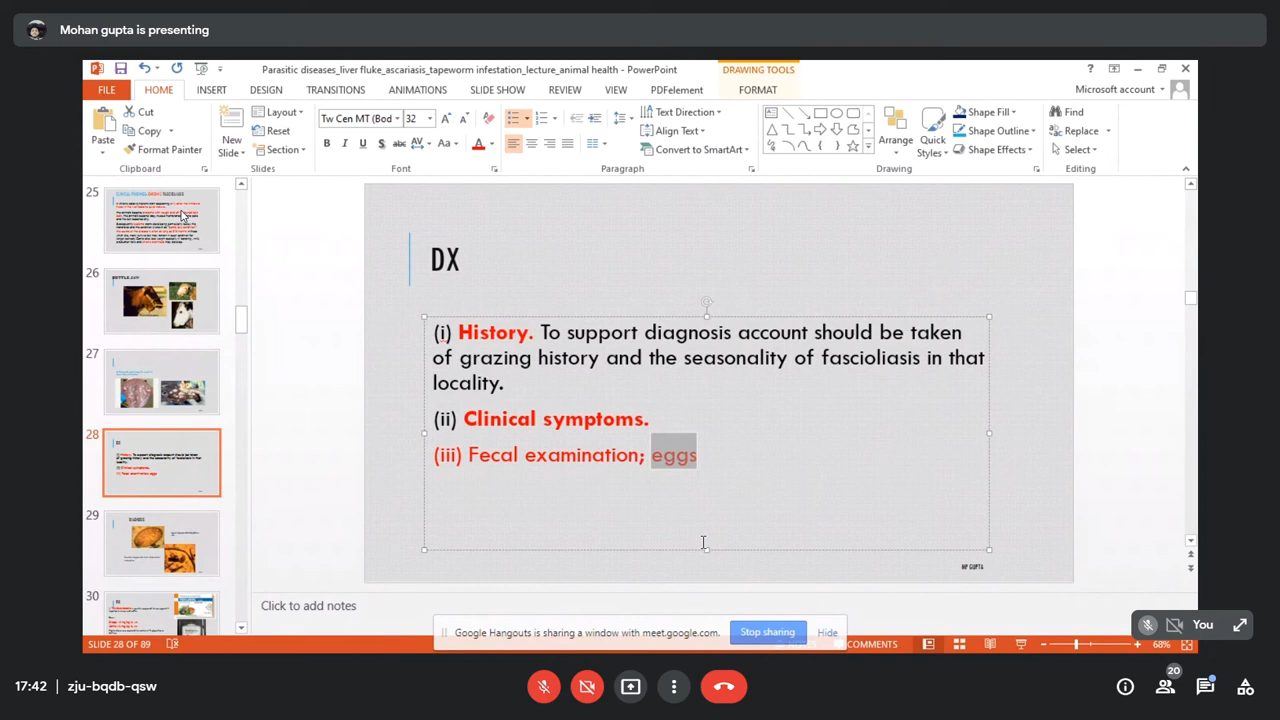 Mohan gupta is presenting
Parasitic diseases_liver fluke_ascariasis_tapeworm infestation_lecture_animal health - PowerPoint
DRAWING TOOLS
FILE HOME INSERT DESIGN TRANSITIONS ANIMATIONS SLIDE SHOW REVIEW VIEW PDFelement FORMAT Microsoft account
Paste
Cut
Copy
Format Painter
Clipboard
New Slide
Layout
Reset
Section
Slides
Tw Cen MT (Bod 32
Font
Text Direction
Align Text
Convert to SmartArt
Paragraph
Arrange
Quick Styles
Shape Fill
Shape Outline
Shape Effects
Drawing
Find
Replace
Select
Editing
25
26
27
28
29
30
DX
(i) History. To support diagnosis account should be taken
of grazing history and the seasonality of fascioliasis in that
locality.
(ii) Clinical symptoms.
(iii) Fecal examination; eggs
MP GUPTA
Click to add notes
Google Hangouts is sharing a window with meet.google.com. Stop sharing Hide
SLIDE 28 OF 89
COMMENTS
68%
You
17:42 zju-bqdb-qsw
20